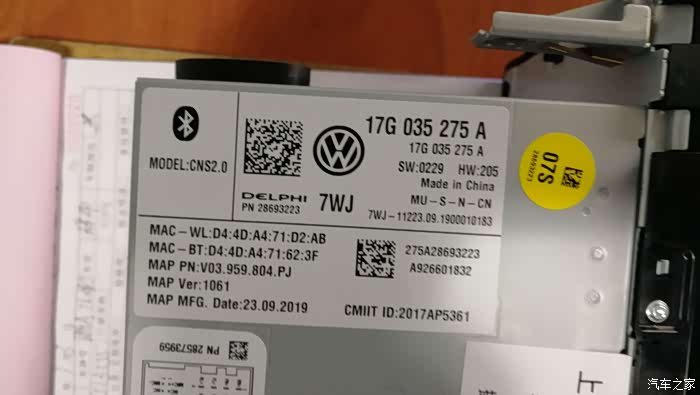 MODEL:CNS2.0
17G 035 275 A
17G 035 275 A
SW:0229 HW:205
Made in China
DELPHI
PN 28693223
7WJ
MU-S-N-CN
7WJ-11223.09.1900010183
MAC-WL:D4:4D:A4:71:D2:AB
MAC-BT:D4:4D:A4:71:62:3F
MAP PN:V03.959.804.PJ
MAP Ver:1061
MAP MFG. Date:23.09.2019
275A28693223
A926601832
CMIIT ID:2017AP5361
07S
28693223
PN 28573959
上
汽车之家